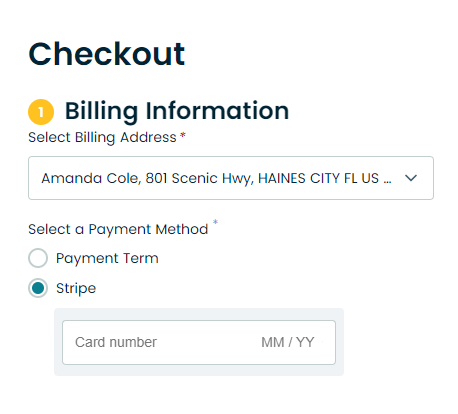 Checkout
1 Billing Information
Select Billing Address *
Amanda Cole, 801 Scenic Hwy, HAINES CITY FL US ...
Select a Payment Method *
Payment Term
Stripe
Card number MM / YY